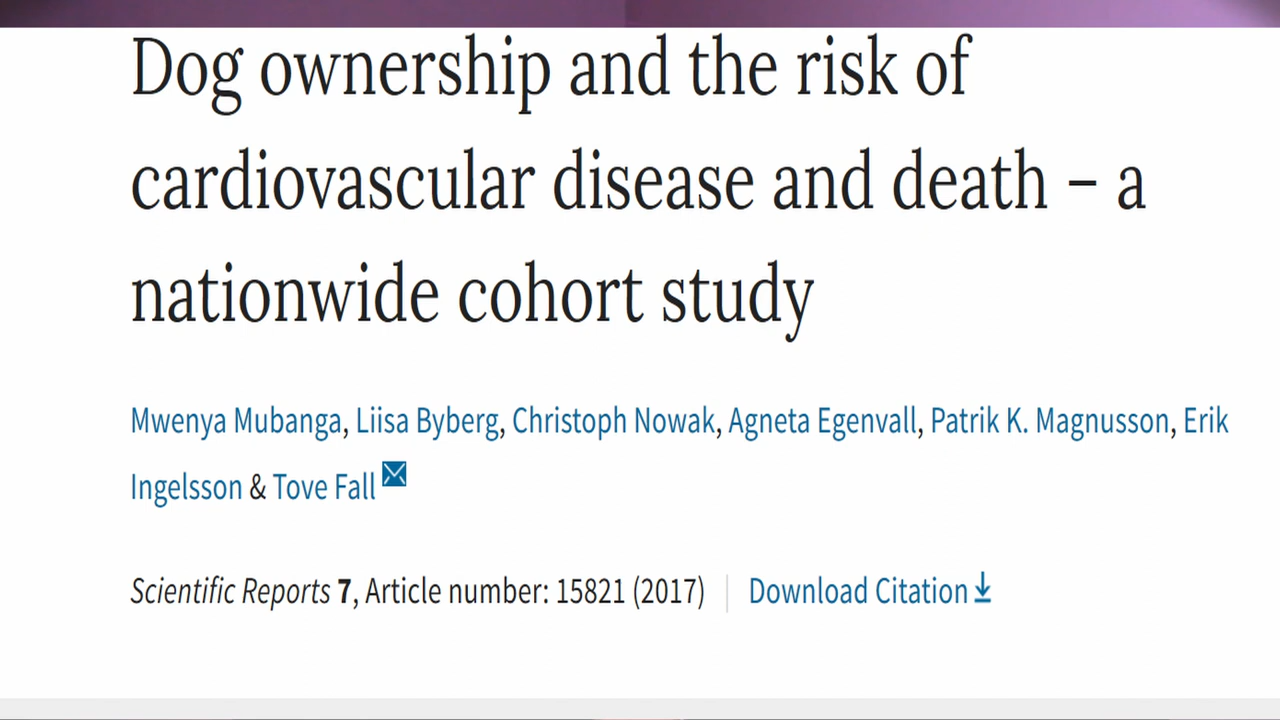 Dog ownership and the risk of
cardiovascular disease and death – a
nationwide cohort study
Mwenya Mubanga, Liisa Byberg, Christoph Nowak, Agneta Egenvall, Patrik K. Magnusson, Erik
Ingelsson & Tove Fall
Scientific Reports 7, Article number: 15821 (2017) | Download Citation